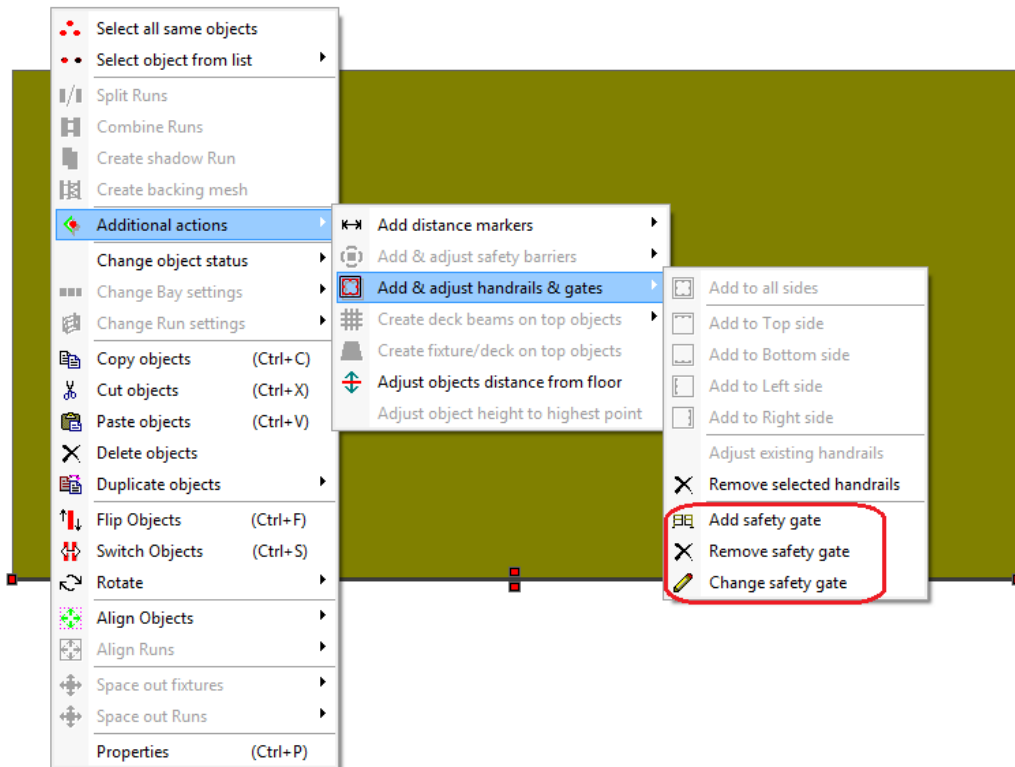 Select all same objects
Select object from list
Split Runs
Combine Runs
Create shadow Run
Create backing mesh
Additional actions
Change object status
Change Bay settings
Change Run settings
Copy objects (Ctrl+C)
Cut objects (Ctrl+X)
Paste objects (Ctrl+V)
Delete objects
Duplicate objects
Flip Objects (Ctrl+F)
Switch Objects (Ctrl+S)
Rotate
Align Objects
Align Runs
Space out fixtures
Space out Runs
Properties (Ctrl+P)
Add distance markers
Add & adjust safety barriers
Add & adjust handrails & gates
Create deck beams on top objects
Create fixture/deck on top objects
Adjust objects distance from floor
Adjust object height to highest point
Add to all sides
Add to Top side
Add to Bottom side
Add to Left side
Add to Right side
Adjust existing handrails
Remove selected handrails
Add safety gate
Remove safety gate
Change safety gate